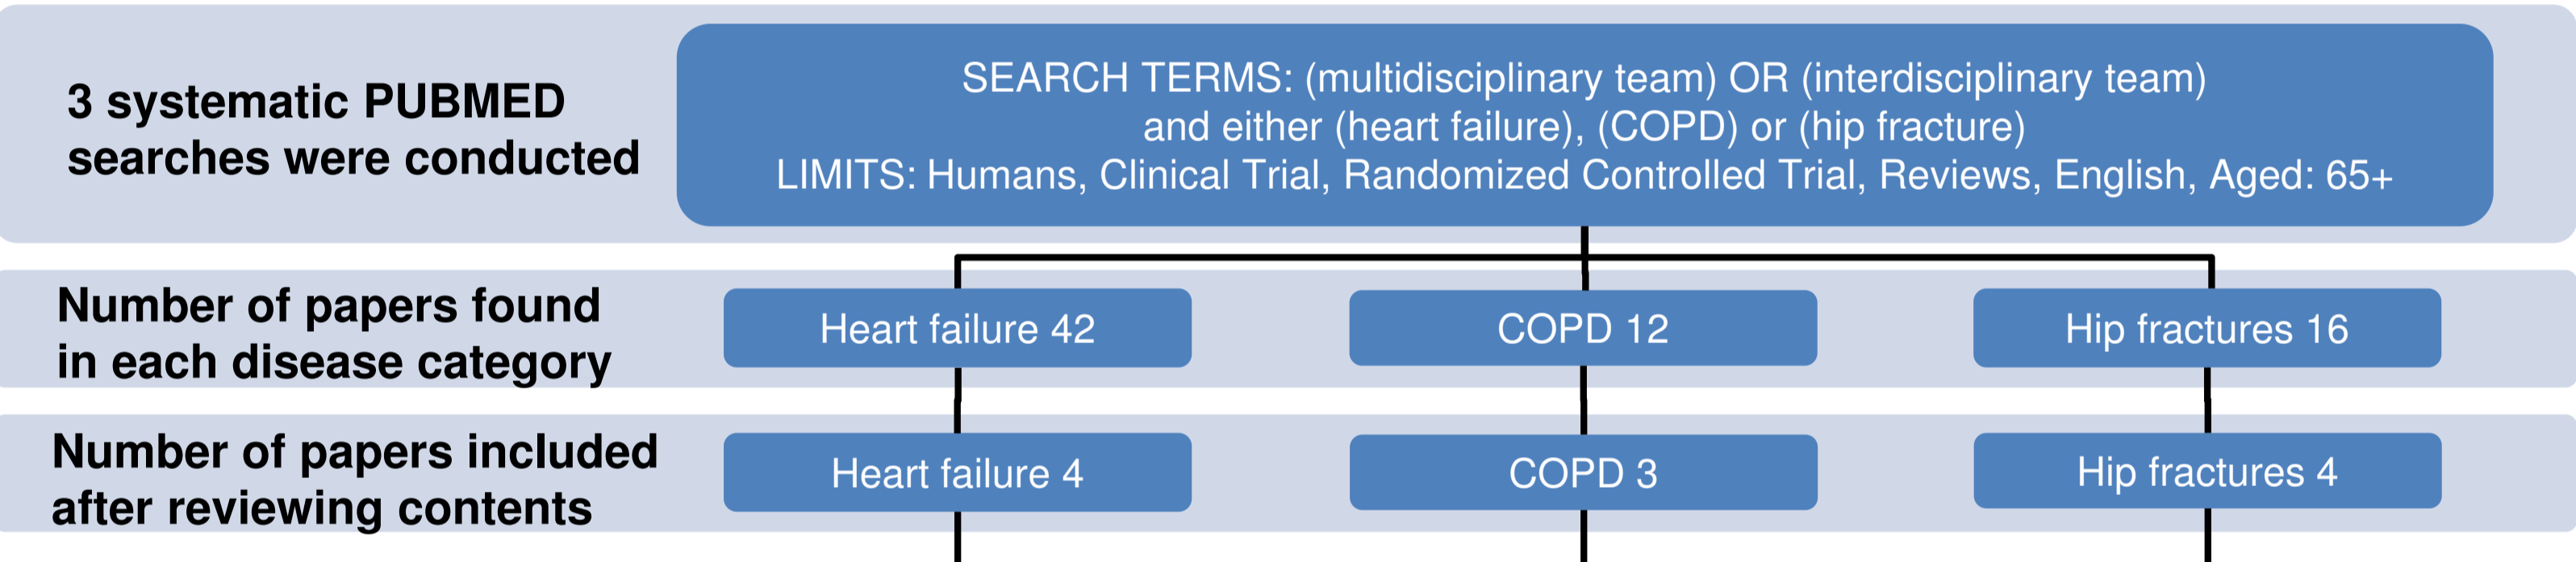 3 systematic PUBMED
searches were conducted
SEARCH TERMS: (multidisciplinary team) OR (interdisciplinary team)
and either (heart failure), (COPD) or (hip fracture)
LIMITS: Humans, Clinical Trial, Randomized Controlled Trial, Reviews, English, Aged: 65+
Number of papers found
in each disease category
Heart failure 42
COPD 12
Hip fractures 16
Number of papers included
after reviewing contents
Heart failure 4
COPD 3
Hip fractures 4